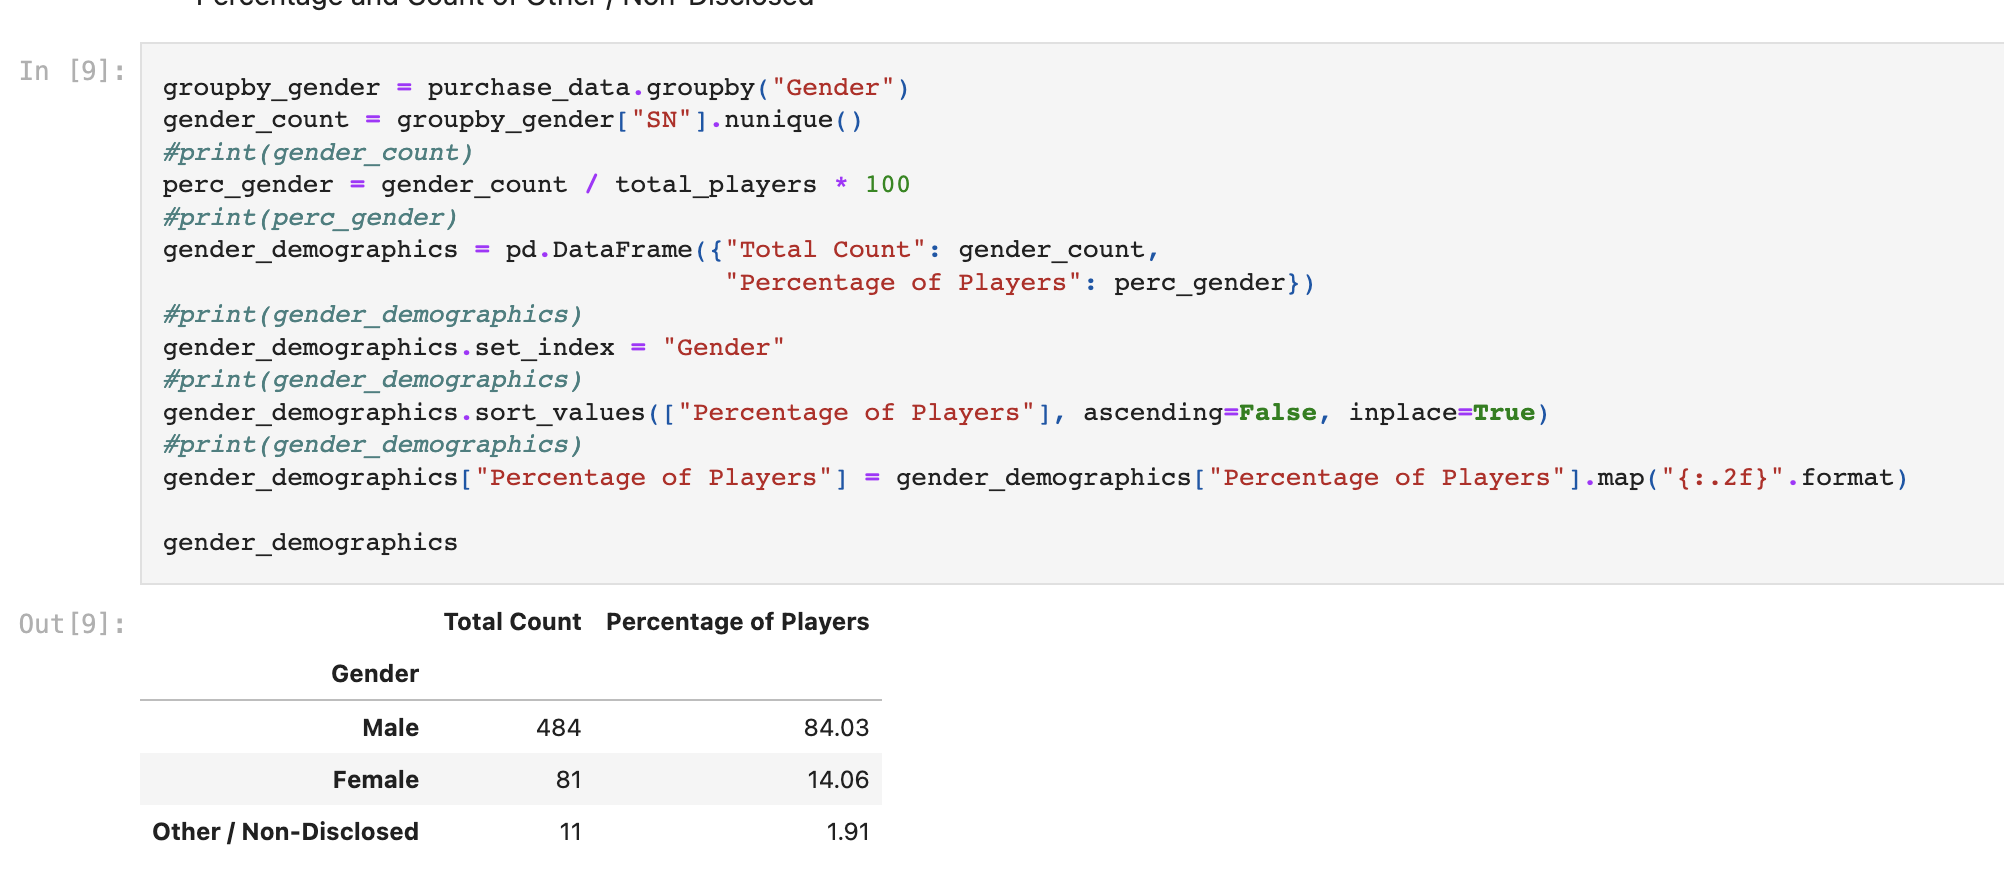 Percentage and Count of Other / Non-Disclosed
In [9]:
groupby_gender = purchase_data.groupby("Gender")
gender_count = groupby_gender["SN"].nunique()
#print(gender_count)
perc_gender = gender_count / total_players * 100
#print(perc_gender)
gender_demographics = pd.DataFrame({"Total Count": gender_count,
"Percentage of Players": perc_gender})
#print(gender_demographics)
gender_demographics.set_index = "Gender"
#print(gender_demographics)
gender_demographics.sort_values(["Percentage of Players"], ascending=False, inplace=True)
#print(gender_demographics)
gender_demographics["Percentage of Players"] = gender_demographics["Percentage of Players"].map("{:.2f}".format)
gender_demographics
Out[9]:
Total Count Percentage of Players
Gender
Male 484 84.03
Female 81 14.06
Other / Non-Disclosed 11 1.91